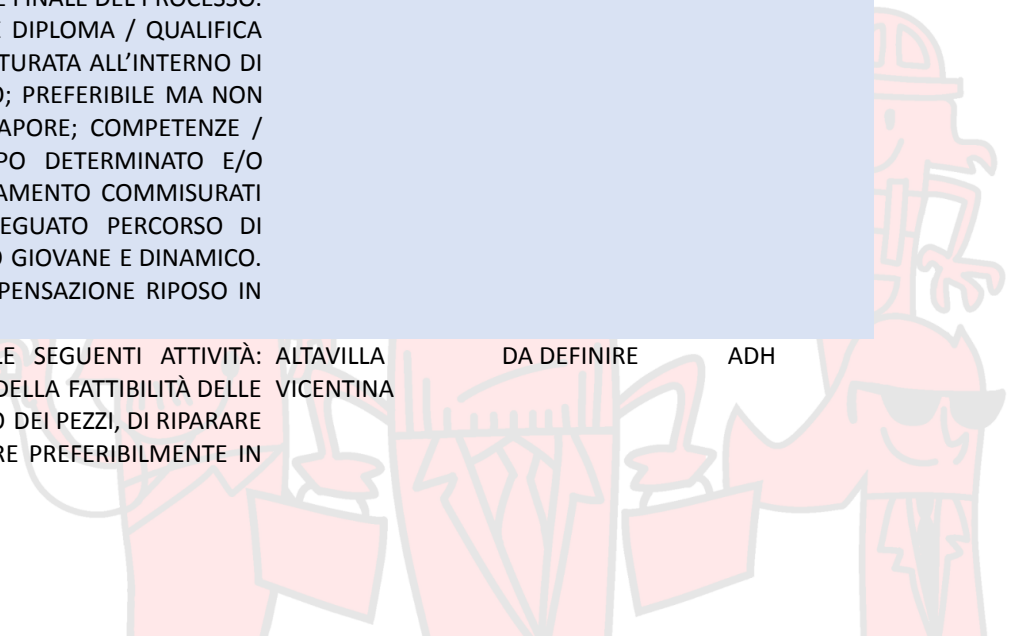 E FINALE DEL PROCESSO.
E DIPLOMA / QUALIFICA
TURATA ALL’INTERNO DI
O; PREFERIBILE MA NON
APORE; COMPETENZE /
PO DETERMINATO E/O
AMENTO COMMISURATI
EGUATO PERCORSO DI
O GIOVANE E DINAMICO.
PENSAZIONE RIPOSO IN
LE SEGUENTI ATTIVITÀ: ALTAVILLA DA DEFINIRE ADH
DELLA FATTIBILITÀ DELLE VICENTINA
O DEI PEZZI, DI RIPARARE
RE PREFERIBILMENTE IN